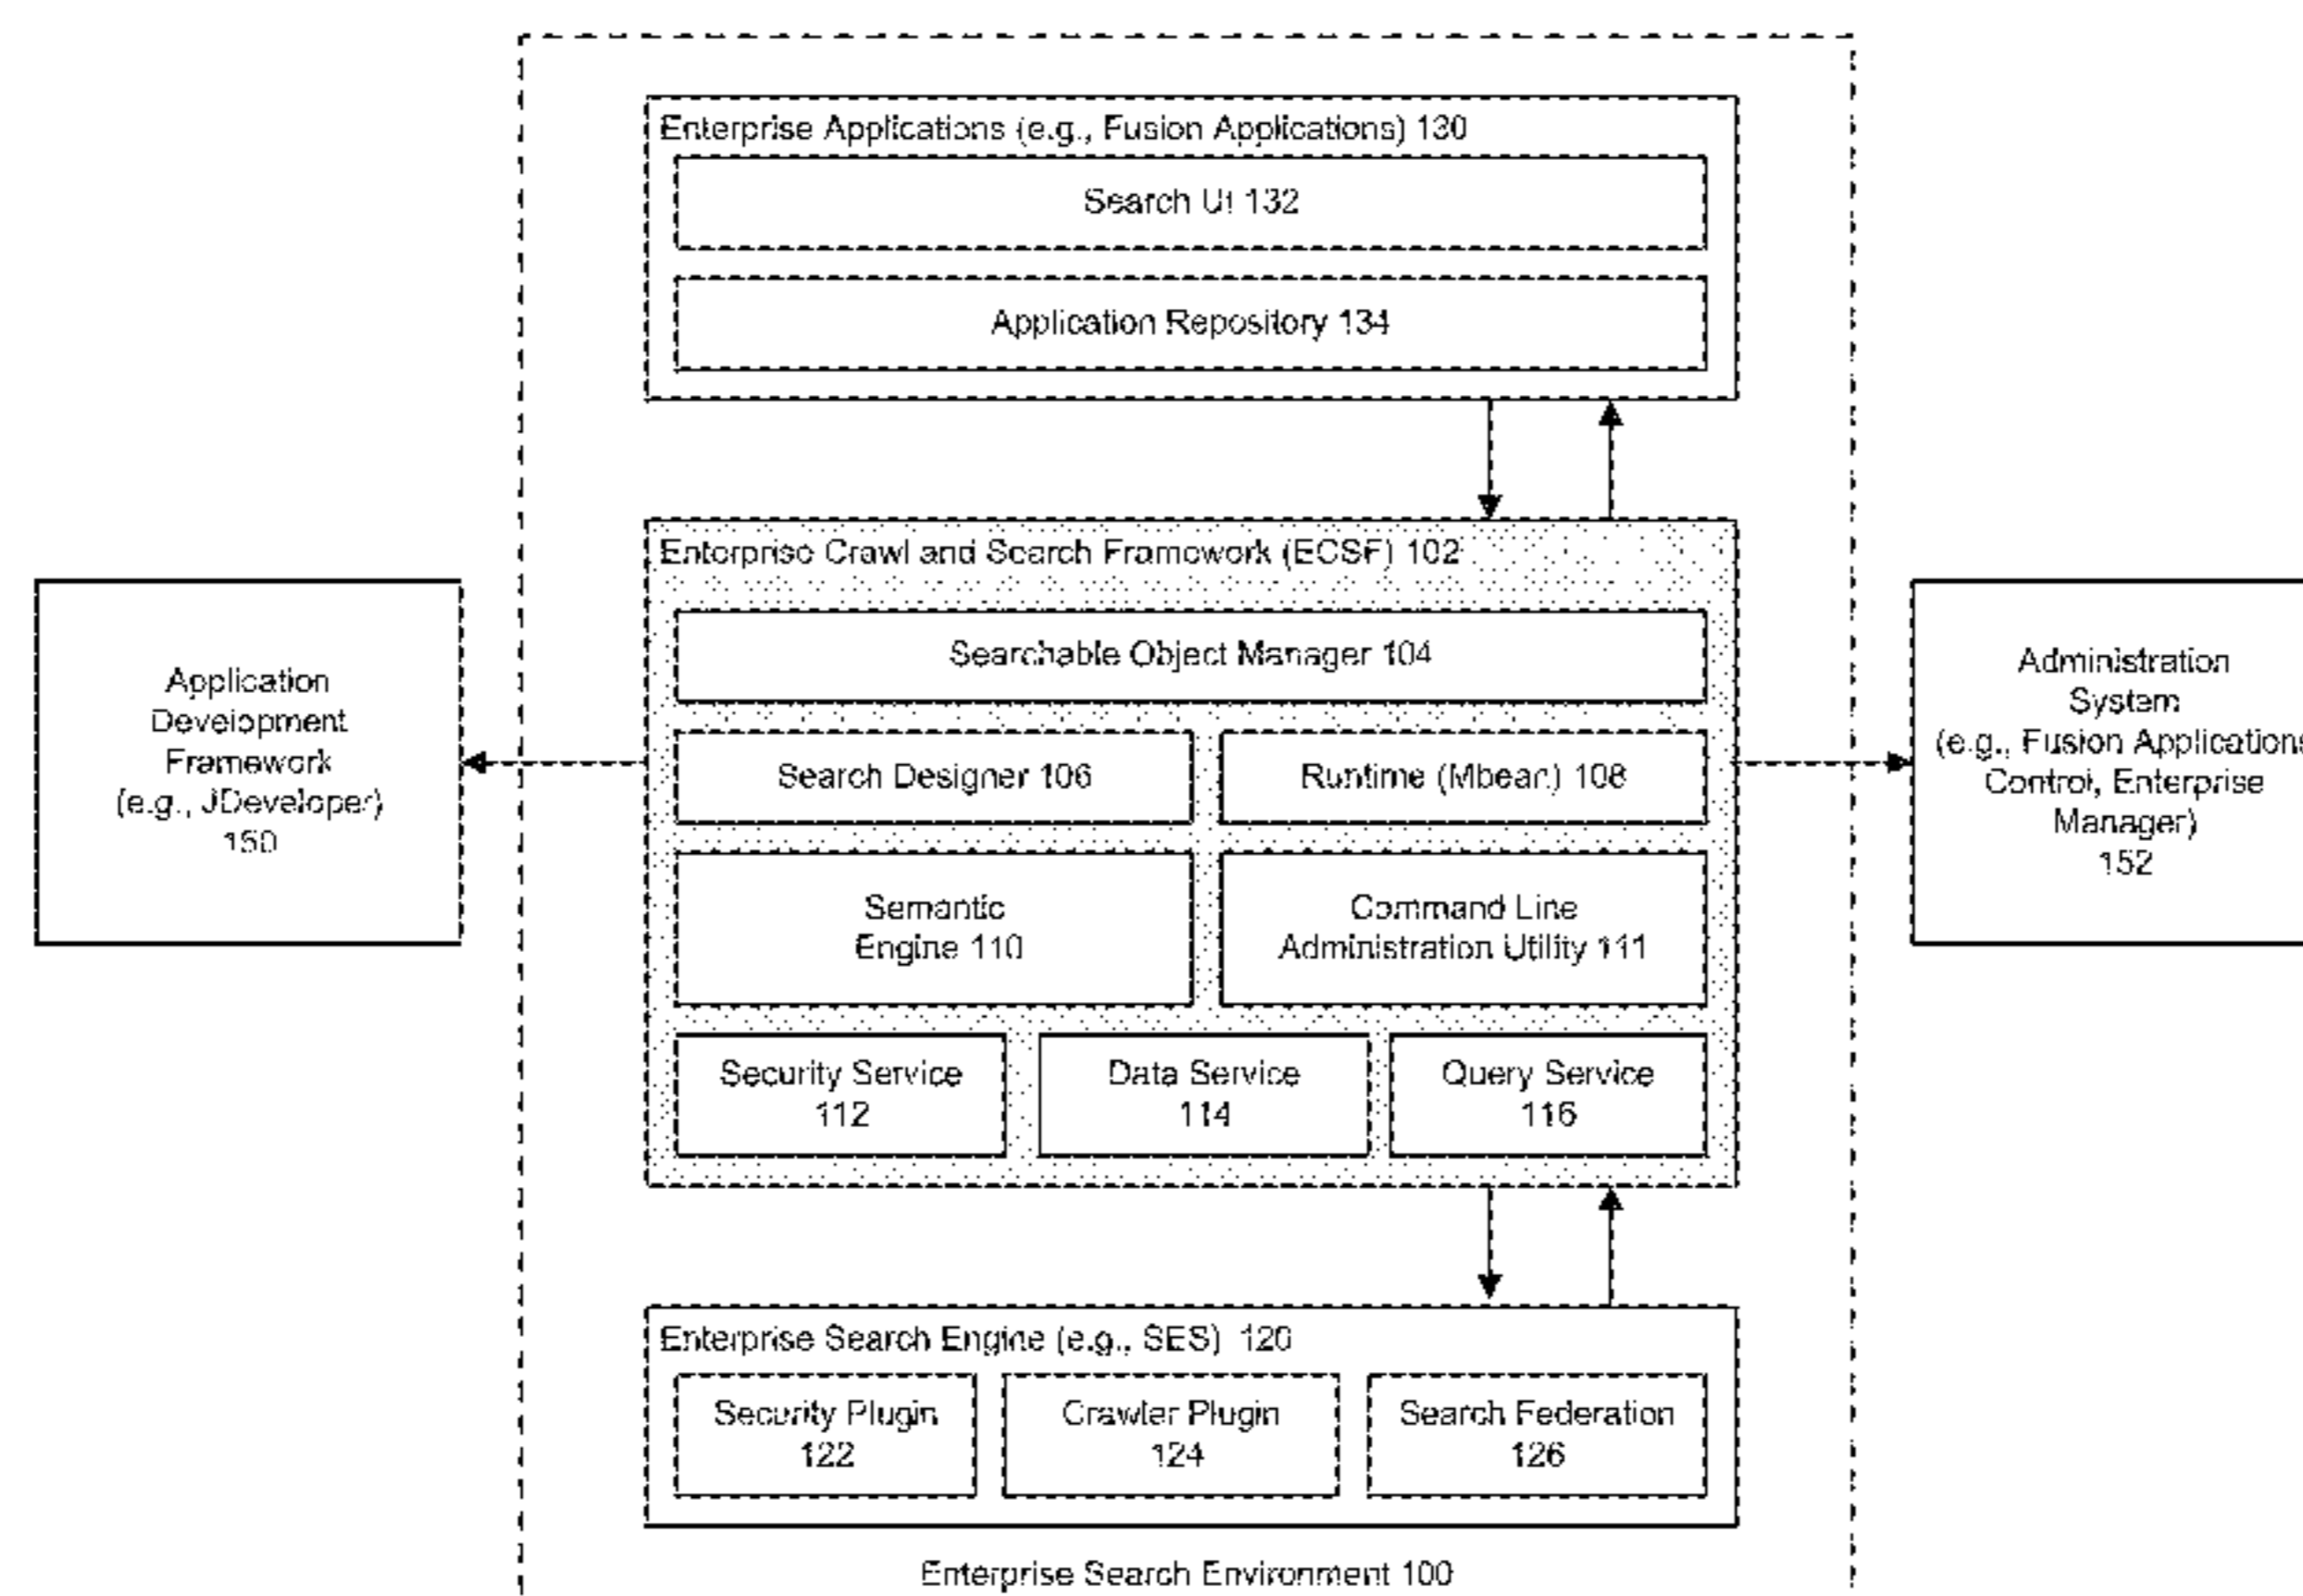 Enterprise Applications (e.g., Fusion Applications) 130
Search UI 132
Application Repository 134
Enterprise Crawl and Search Framework (ECSF) 102
Searchable Object Manager 104
Search Designer 106
Runtime (Mbean) 108
Semantic
Engine 110
Command Line
Administration Utility 111
Security Service
112
Data Service
114
Query Service
116
Application
Development
Framework
(e.g., JDeveloper)
150
Administration
System
(e.g., Fusion Applications
Control, Enterprise
Manager)
152
Enterprise Search Engine (e.g., SES) 120
Security Plugin
122
Crawler Plugin
124
Search Federation
126
Enterprise Search Environment 100